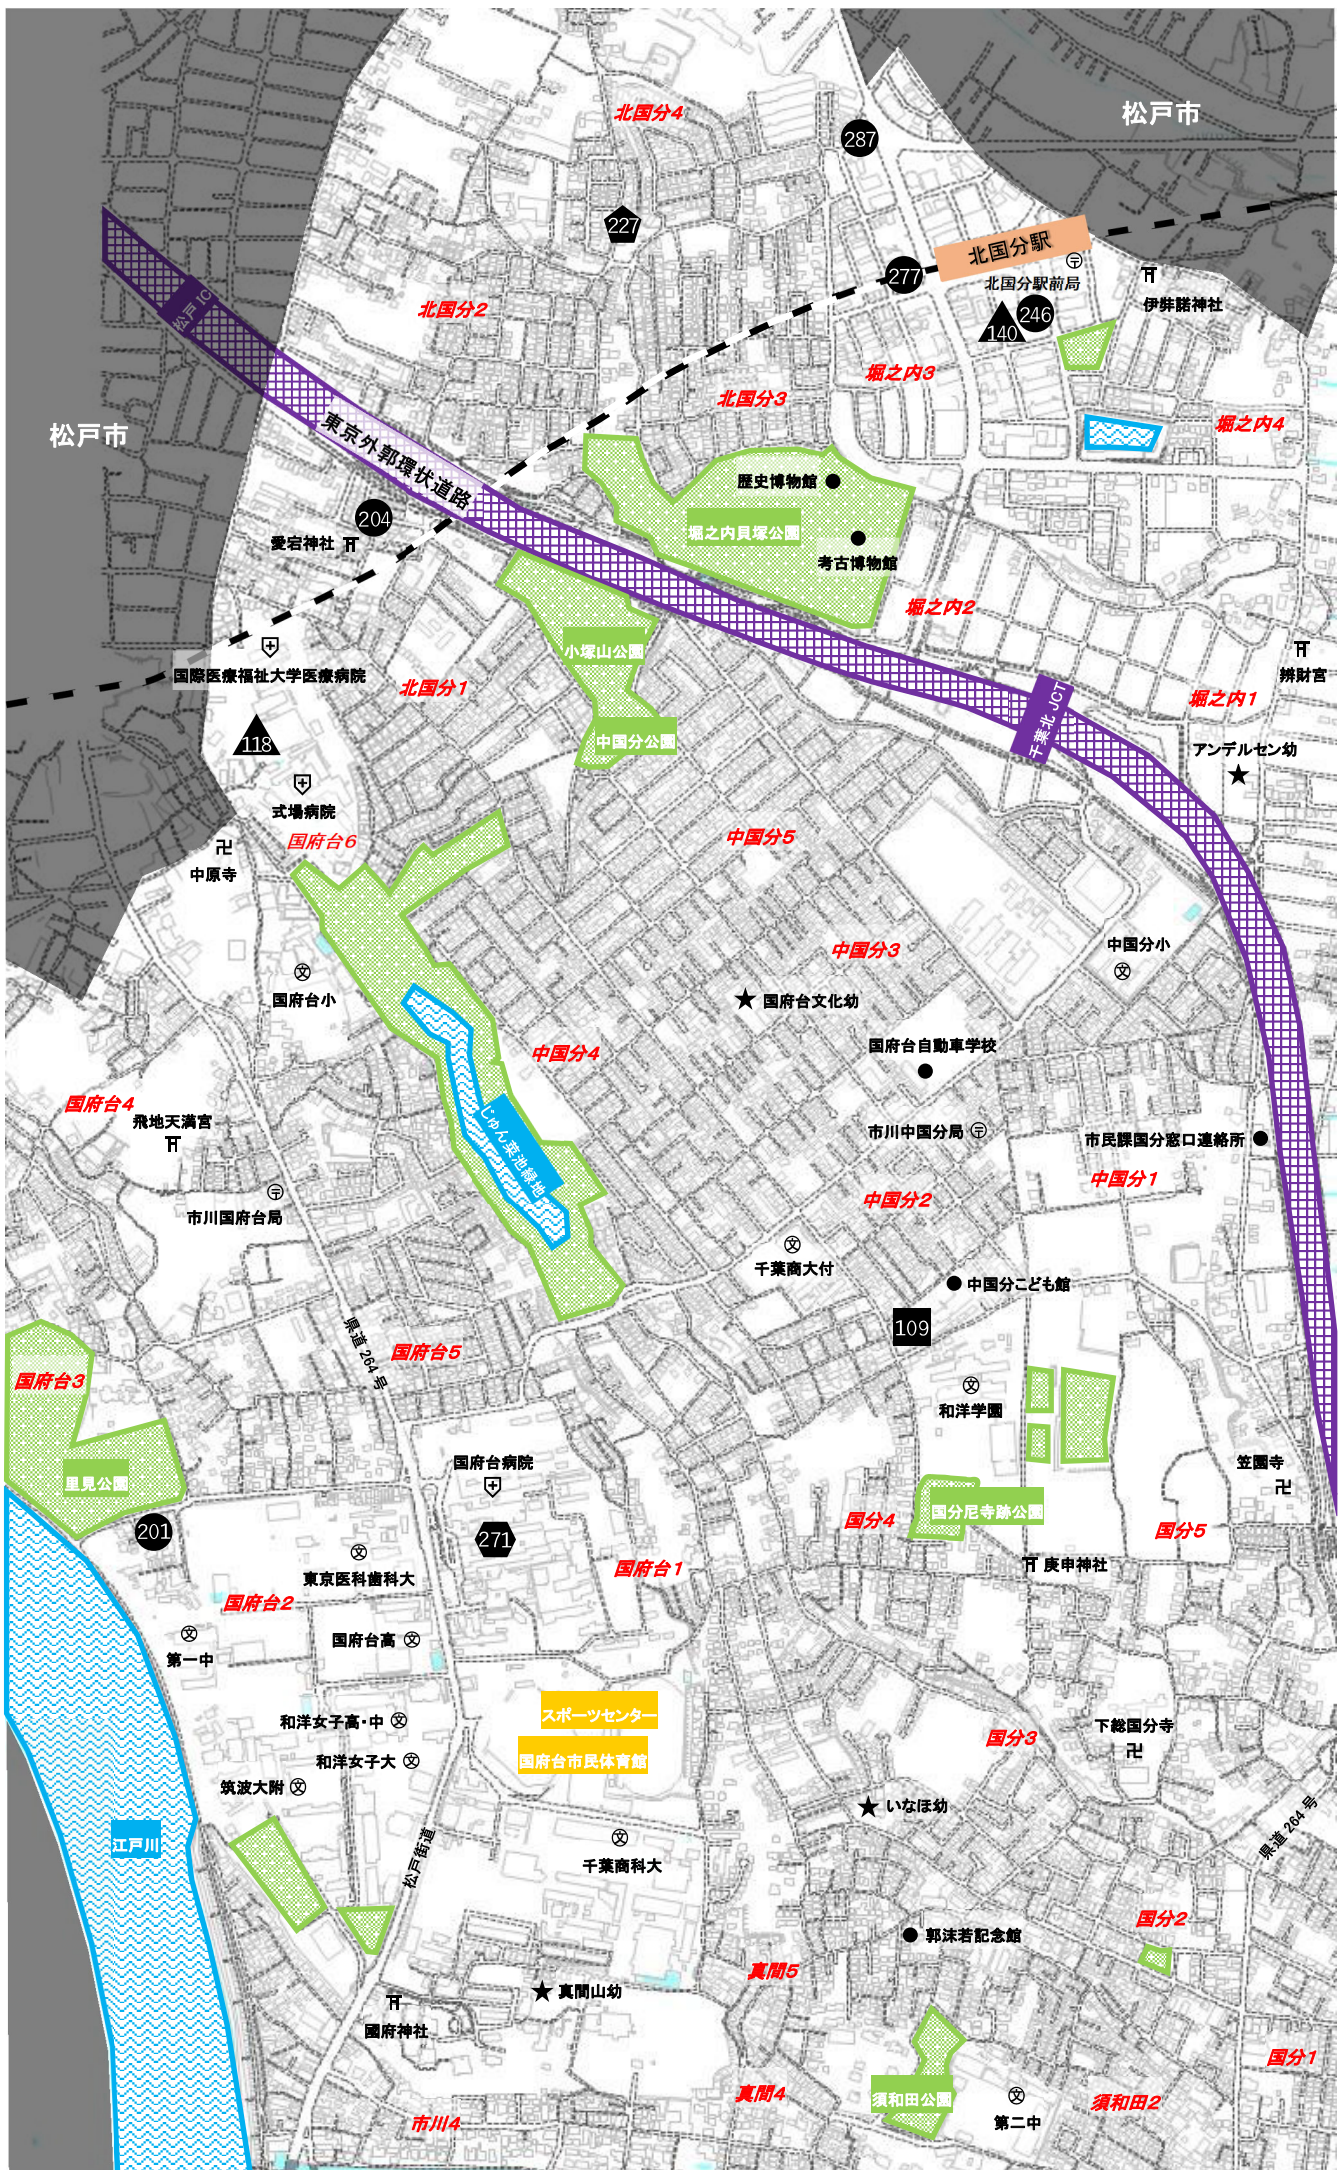 北国分4
松戸市
287
227
北国分駅
277
北国分駅前局
伊弉諾神社
松戸IC
北国分2
140
246
北国分3
堀之内3
堀之内4
松戸市
東京外郭環状道路
歴史博物館
204
愛宕神社
堀之内貝塚公園
考古博物館
堀之内2
小塚山公園
国際医療福祉大学医療病院
北国分1
辨財宮
堀之内1
118
中国分公園
千葉北 JCT
アンデルセン幼
式場病院
国府台6
中国分5
中原寺
中国分3
中国分小
文
国府台小
文
国府台文化幼
国府台自動車学校
中国分4
国府台4
飛地天満宮
じゅん菜池緑地
市川中国分局
市民課国分窓口連絡所
中国分1
市川国府台局
中国分2
文
千葉商大付
中国分こども館
県道 264 号
109
国府台5
国府台3
文
和洋学園
国府台病院
里見公園
笠圜寺
国分尼寺跡公園
国分4
国分5
201
271
文
東京医科歯科大
国府台1
庚申神社
国府台2
文
第一中
国府台高 文
スポーツセンター
和洋女子高・中 文
国府台市民体育館
和洋女子大 文
国分3
下総国分寺
筑波大附 文
いなほ幼
江戸川
県道 264 号
松戸街道
文
千葉商科大
国分2
郭沫若記念館
真間5
真間山幼
國府神社
国分1
真間4
須和田公園
文
第二中
須和田2
市川4